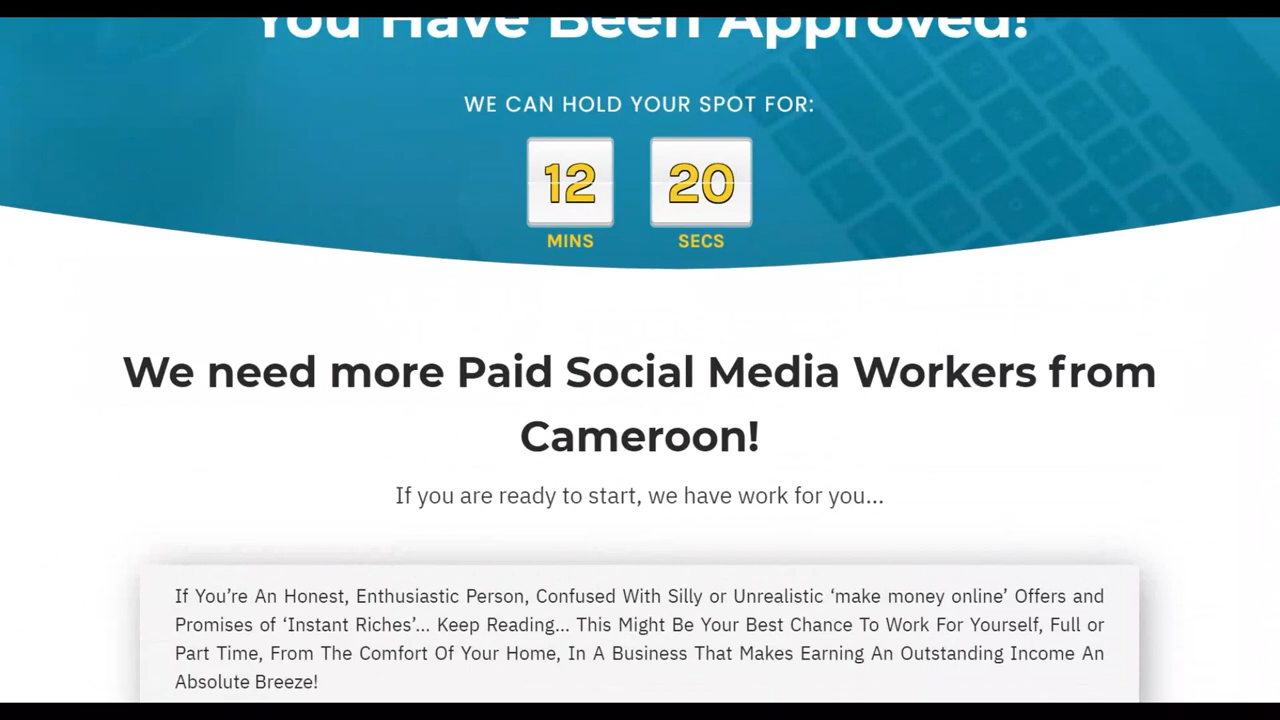 You Have Been Approved!
WE CAN HOLD YOUR SPOT FOR:
12 20
MINS SECS
We need more Paid Social Media Workers from
Cameroon!
If you are ready to start, we have work for you...
If You’re An Honest, Enthusiastic Person, Confused With Silly or Unrealistic ‘make money online’ Offers and
Promises of ‘Instant Riches’... Keep Reading... This Might Be Your Best Chance To Work For Yourself, Full or
Part Time, From The Comfort Of Your Home, In A Business That Makes Earning An Outstanding Income An
Absolute Breeze!